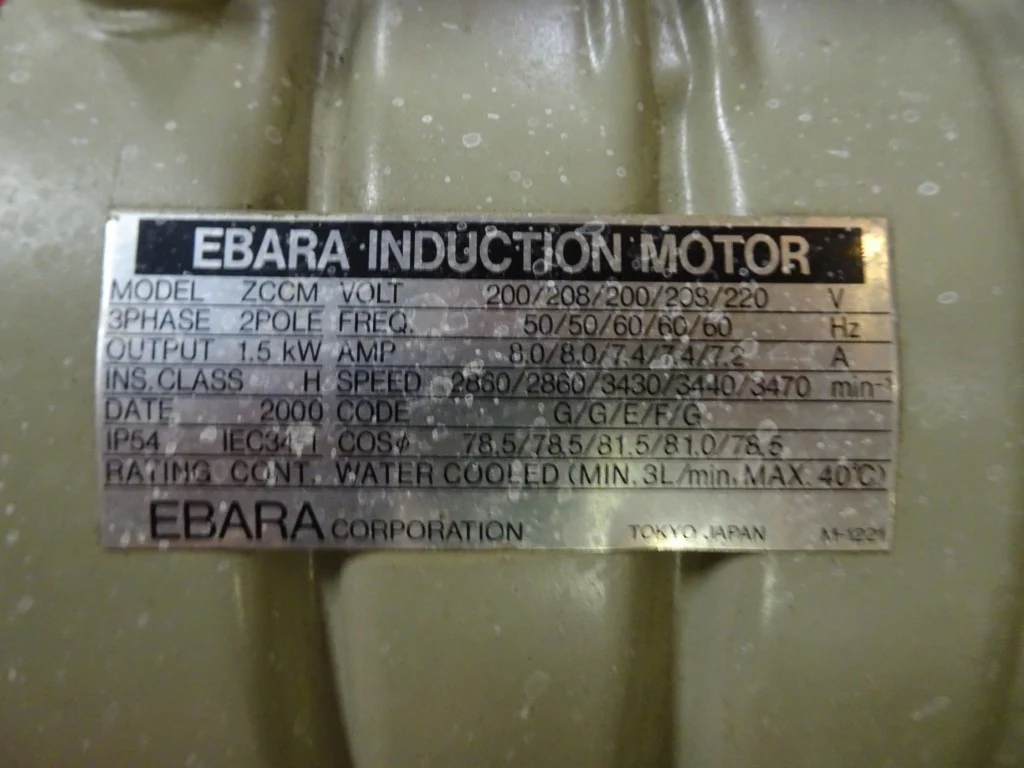 EBARA INDUCTION MOTOR
MODEL ZCCM VOLT 200/208/200/208/220 V
3PHASE 2POLE FREQ. 50/50/60/60/60 Hz
OUTPUT 1.5 kW AMP 8.0/8.0/7.4/7.4/7.2 A
INS. CLASS H SPEED 2860/2860/3430/3440/3470 min-¹
DATE 2000 CODE G/G/E/F/G
IP54 IEC34-1 COSφ 78.5/78.5/81.5/81.0/78.5
RATING CONT. WATER COOLED (MIN. 3L/min. MAX. 40℃)
EBARA CORPORATION TOKYO JAPAN M-1221